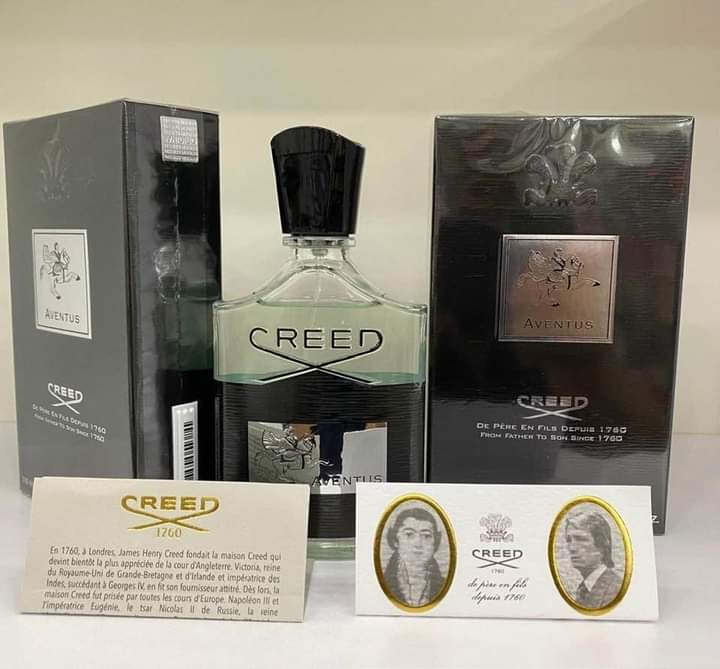 AVENTUS
CREED
DE PÈRE EN FILS DEPUIS 1760
FROM FATHER TO SON SINCE 1760
CREED
AVENTUS
AVENTUS
CREED
DE PÈRE EN FILS DEPUIS 1760
FROM FATHER TO SON SINCE 1760
CREED
1760
En 1760, à Londres, James Henry Creed fondait la maison Creed qui
devint bientôt la plus appréciée de la cour d'Angleterre, Victoria, reine
du Royaume-Uni de Grande-Bretagne et d'Irlande et impératrice des
Indes, succédant à Georges IV, en fit son fournisseur attitré. Dès lors, la
maison Creed fut prisée par toutes les cours d'Europe. Napoléon III et
l'impératrice Eugénie, le tsar Nicolas II de Russie, la reine
CREED
1760
de père en fils
depuis 1760